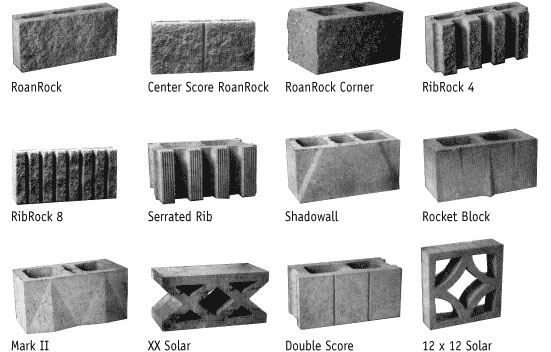 RoanRock
Center Score RoanRock
RoanRock Corner
RibRock 4
RibRock 8
Serrated Rib
Shadowall
Rocket Block
Mark II
XX Solar
Double Score
12 x 12 Solar